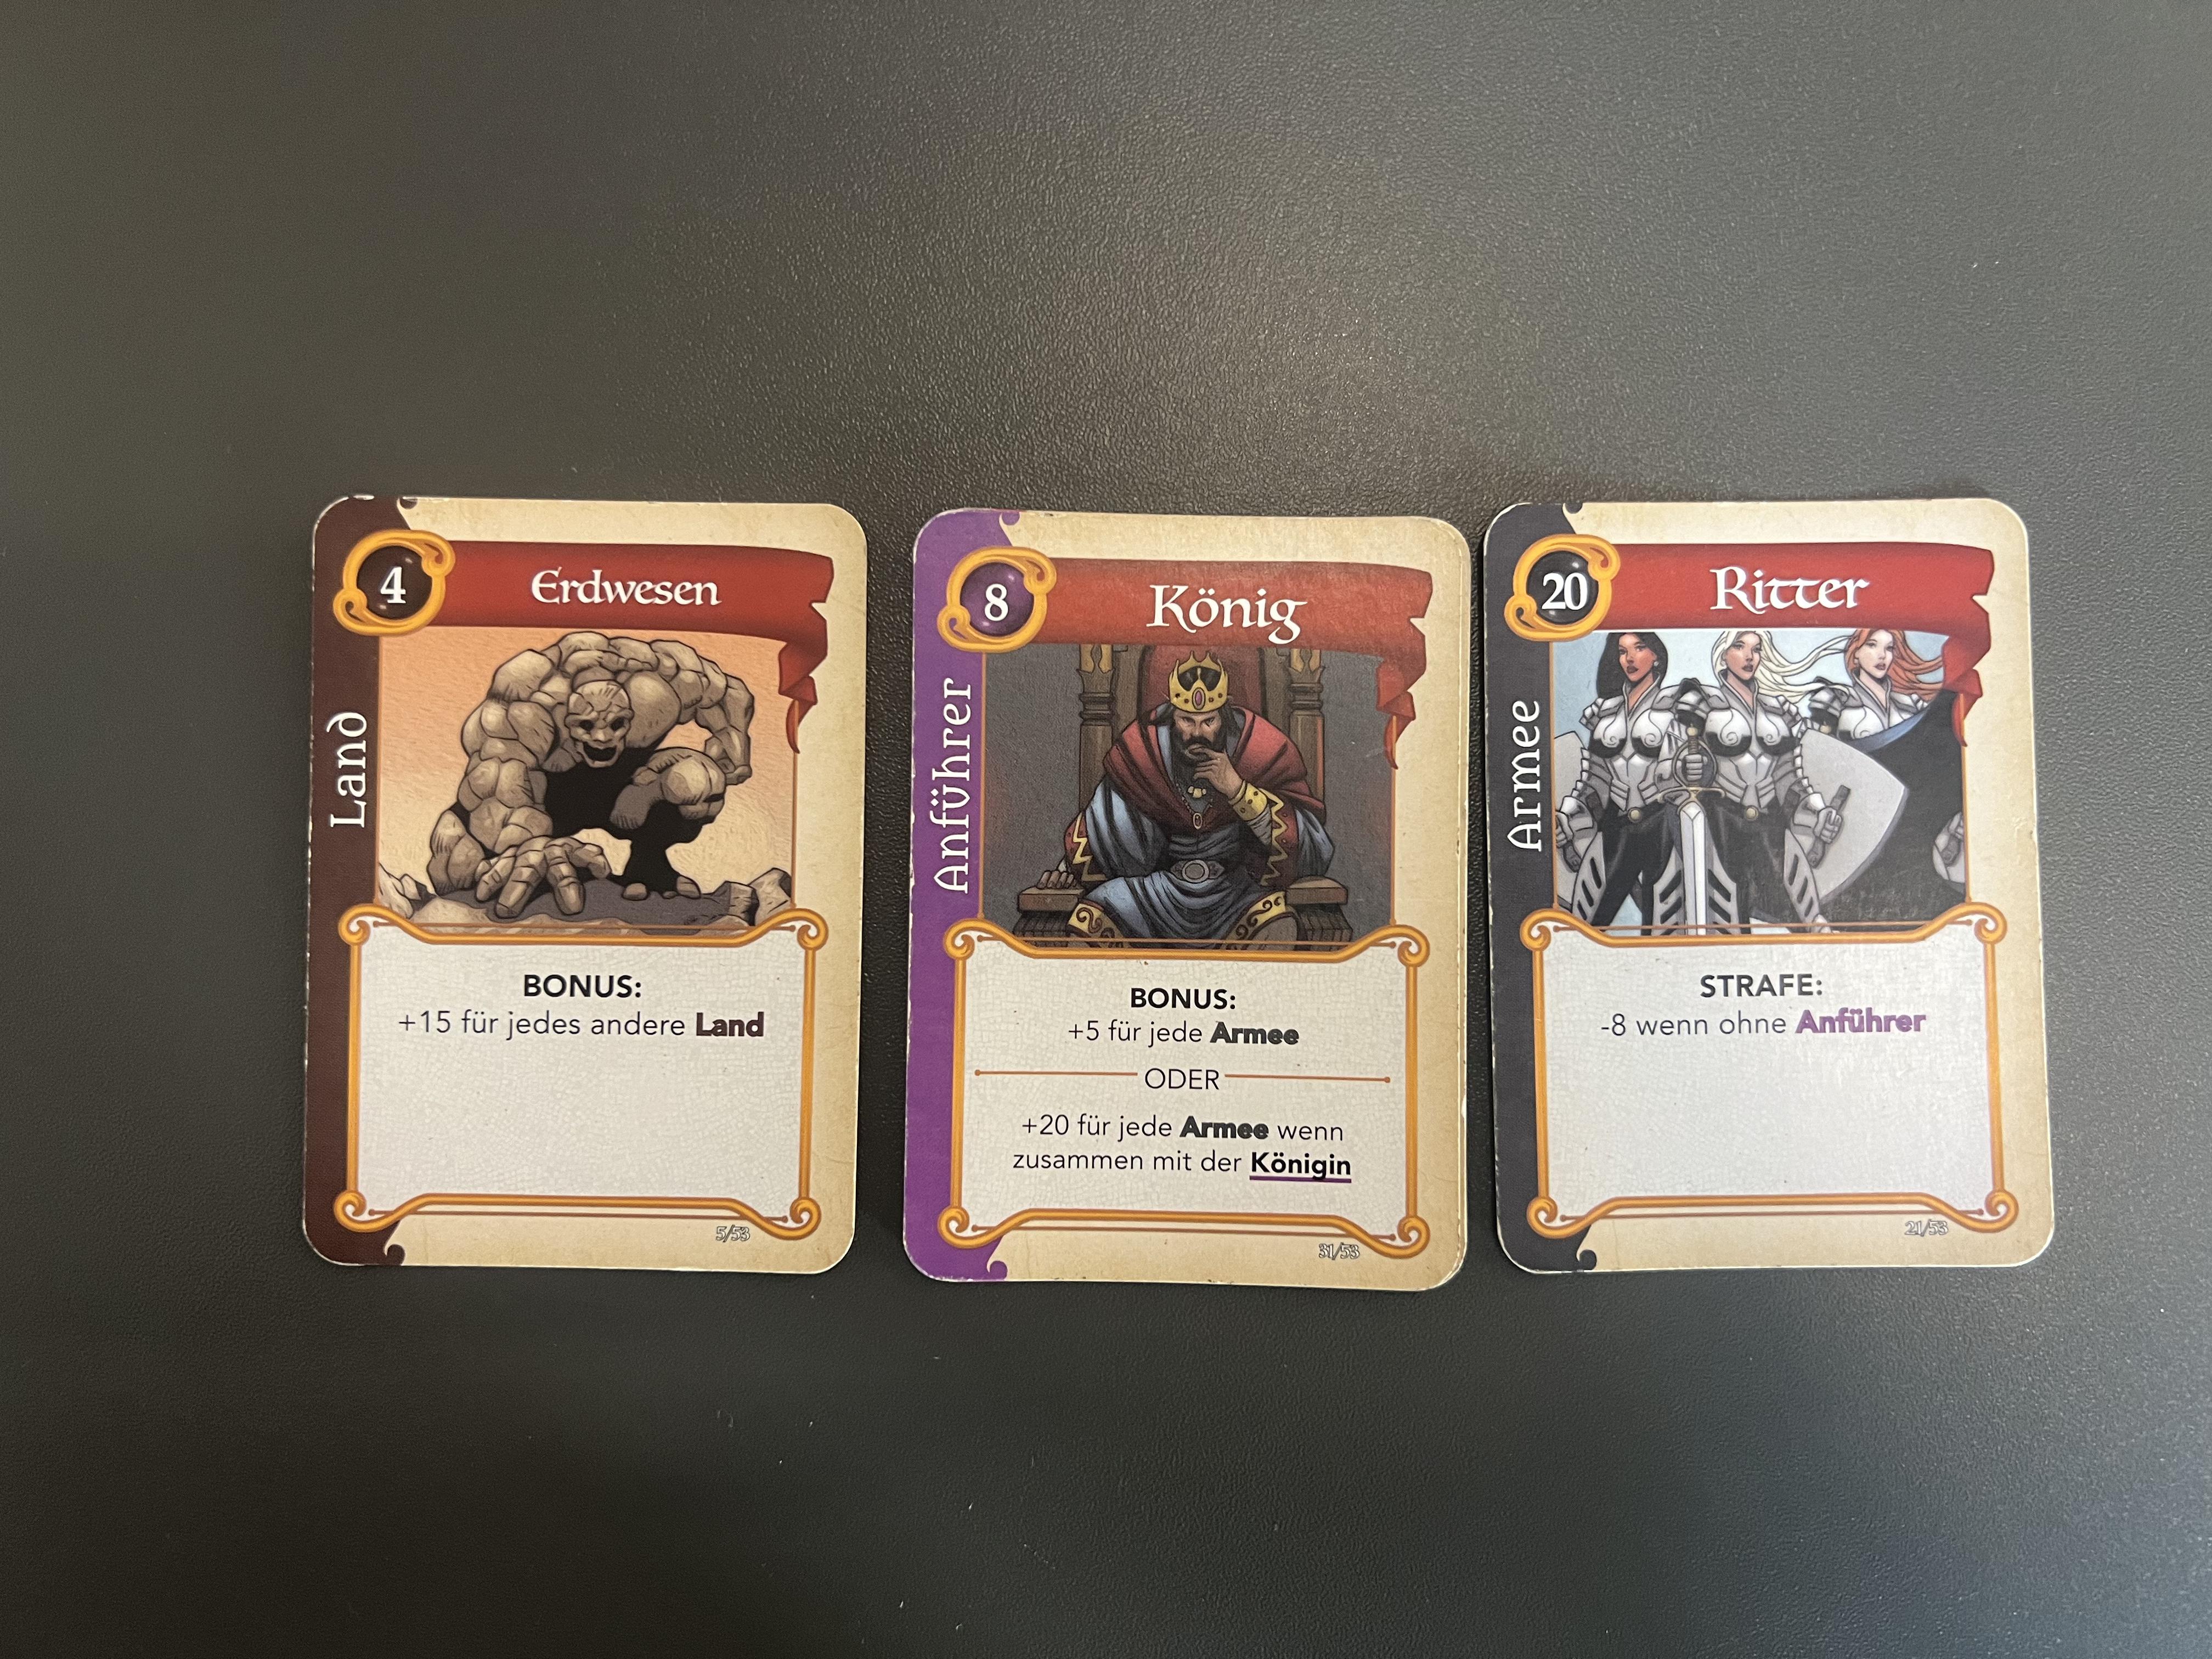 Land
4
Erdwesen
BONUS:
+15 für jedes andere Land
5/53
Anführer
8
König
BONUS:
+5 für jede Armee
ODER
+20 für jede Armee wenn
zusammen mit der Königin
31/53
Armee
20
Ritter
STRAFE:
-8 wenn ohne Anführer
21/53